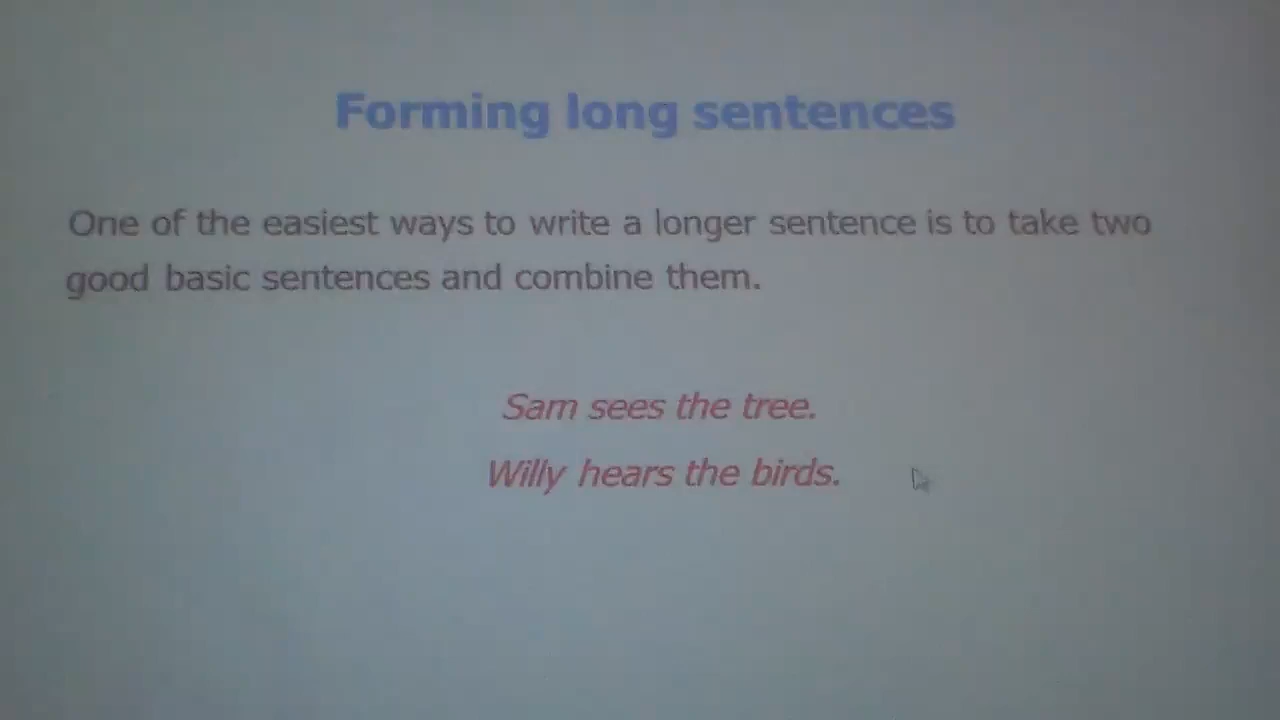 Forming long sentences
One of the easiest ways to write a longer sentence is to take two
good basic sentences and combine them.
Sam sees the tree.
Willy hears the birds.